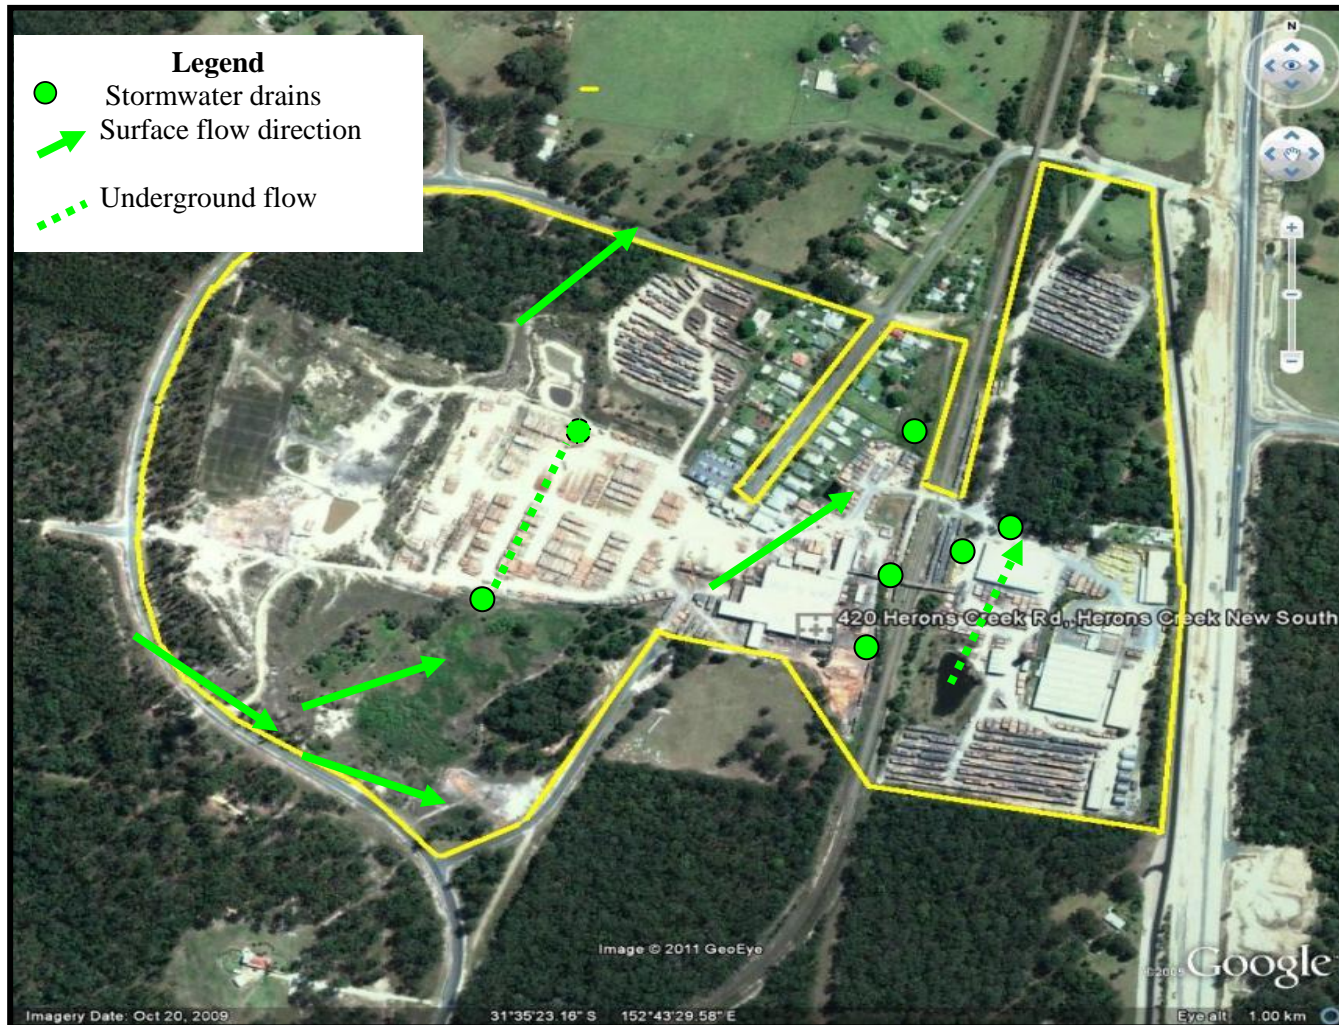 Legend
Stormwater drains
Surface flow direction
Underground flow
N
420 Herons Creek Rd,, Herons Creek New South
Image © 2011 GeoEye
©2009 Google
Imagery Date: Oct 20, 2009
31°35'23.16" S 152°43'29.58" E
Eye alt 1.00 km